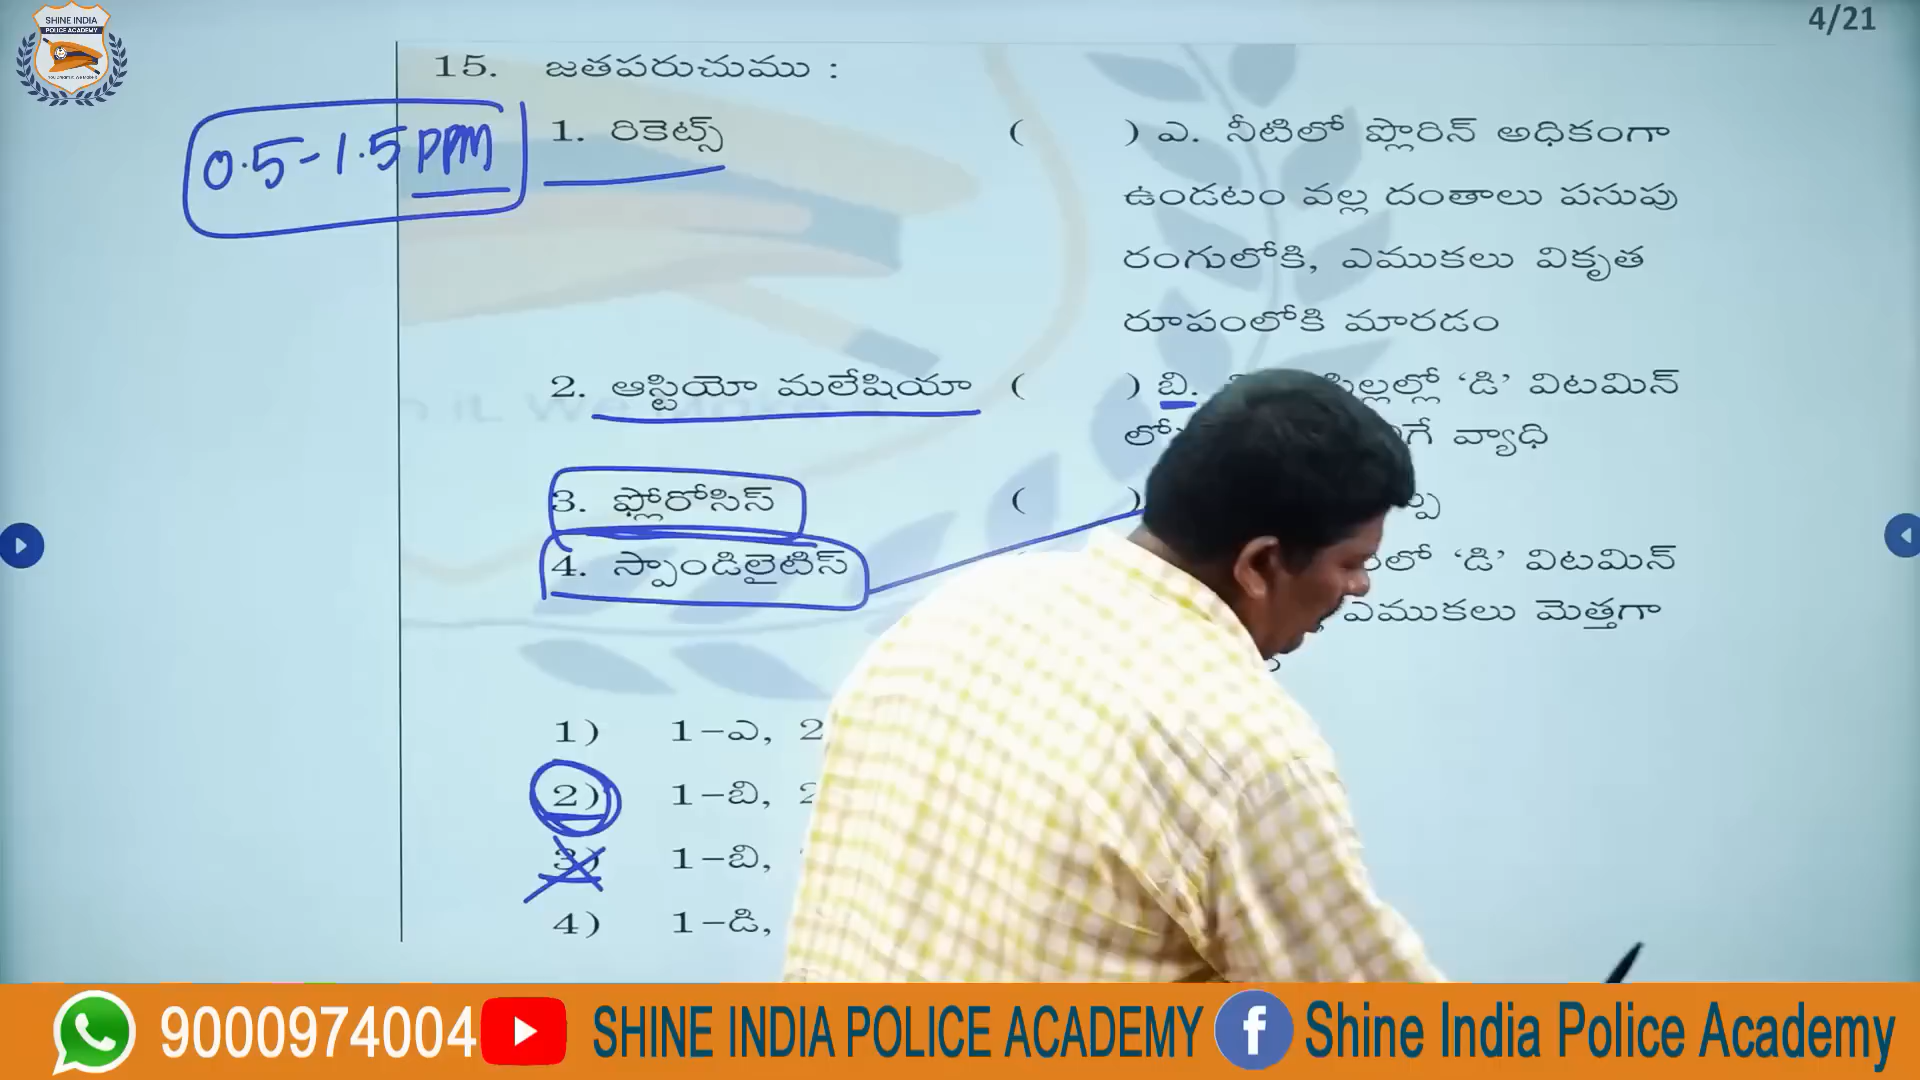 SHINE INDIA
POLICE ACADEMY
4/21
15. జతపరుచుము :
0.5-1.5 PPM
1. రికెట్స్ ( ) ఎ. నీటిలో ప్లొరిన్ అధికంగా
ఉండటం వల్ల దంతాలు పసుపు
రంగులోకి, ఎముకలు వికృత
రూపంలోకి మారడం
2. ఆస్టియో మలేషియా ( ) బి. 'డి' విటమిన్
వ్యాధి
3. ఫ్లోరోసిస్ ( )
4. స్పాండిలైటిస్ 'డి' విటమిన్
ఎముకలు మెత్తగా
1) 1-ఎ, 2
2) 1-బి, 2
3) 1-బి,
4) 1-డి,
9000974004 SHINE INDIA POLICE ACADEMY Shine India Police Academy